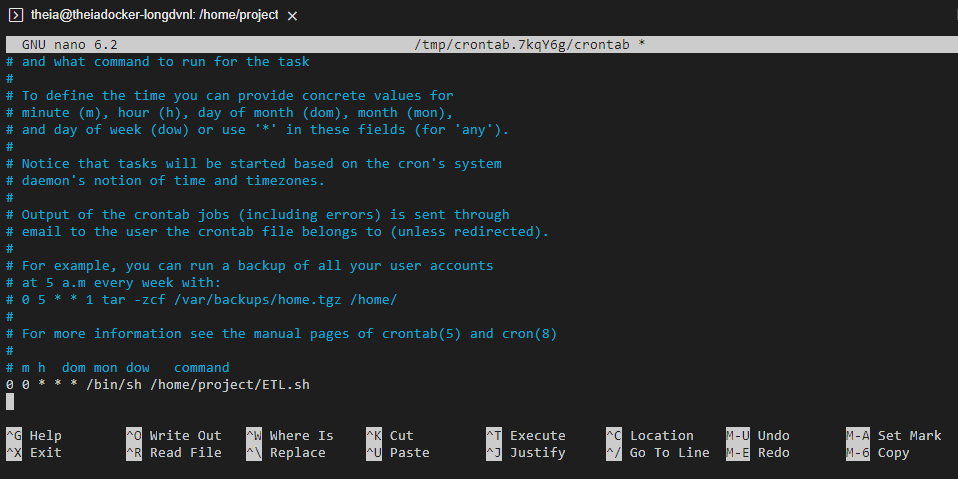 theia@theiadocker-longdvnl: /home/project ×
GNU nano 6.2 /tmp/crontab.7kqY6g/crontab *
# and what command to run for the task
#
# To define the time you can provide concrete values for
# minute (m), hour (h), day of month (dom), month (mon),
# and day of week (dow) or use '*' in these fields (for 'any').
#
# Notice that tasks will be started based on the cron's system
# daemon's notion of time and timezones.
#
# Output of the crontab jobs (including errors) is sent through
# email to the user the crontab file belongs to (unless redirected).
#
# For example, you can run a backup of all your user accounts
# at 5 a.m every week with:
# 0 5 * * 1 tar -zcf /var/backups/home.tgz /home/
#
# For more information see the manual pages of crontab(5) and cron(8)
#
# m h  dom mon dow   command
0 0 * * * /bin/sh /home/project/ETL.sh
^G Help ^O Write Out ^W Where Is ^K Cut ^T Execute ^C Location M-U Undo M-A Set Mark
^X Exit ^R Read File ^\ Replace ^U Paste ^J Justify ^/ Go To Line M-E Redo M-6 Copy